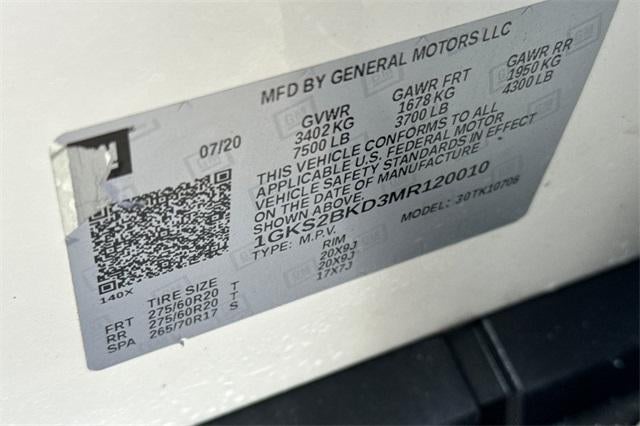 MFD BY GENERAL MOTORS LLC
07/20 GVWR GAWR FRT GAWR RR
3402 KG 1678 KG 1950 KG
7500 LB 3700 LB 4300 LB
THIS VEHICLE CONFORMS TO ALL
APPLICABLE U.S. FEDERAL MOTOR
VEHICLE SAFETY STANDARDS IN EFFECT
ON THE DATE OF MANUFACTURE
SHOWN ABOVE.
1GKS2BKD3MR120010
TYPE: M.P.V. MODEL: 30TK10706
140X
TIRE SIZE RIM
FRT 275/60R20 T 20X9J
RR 275/60R20 T 20X9J
SPA 265/70R17 S 17X7J